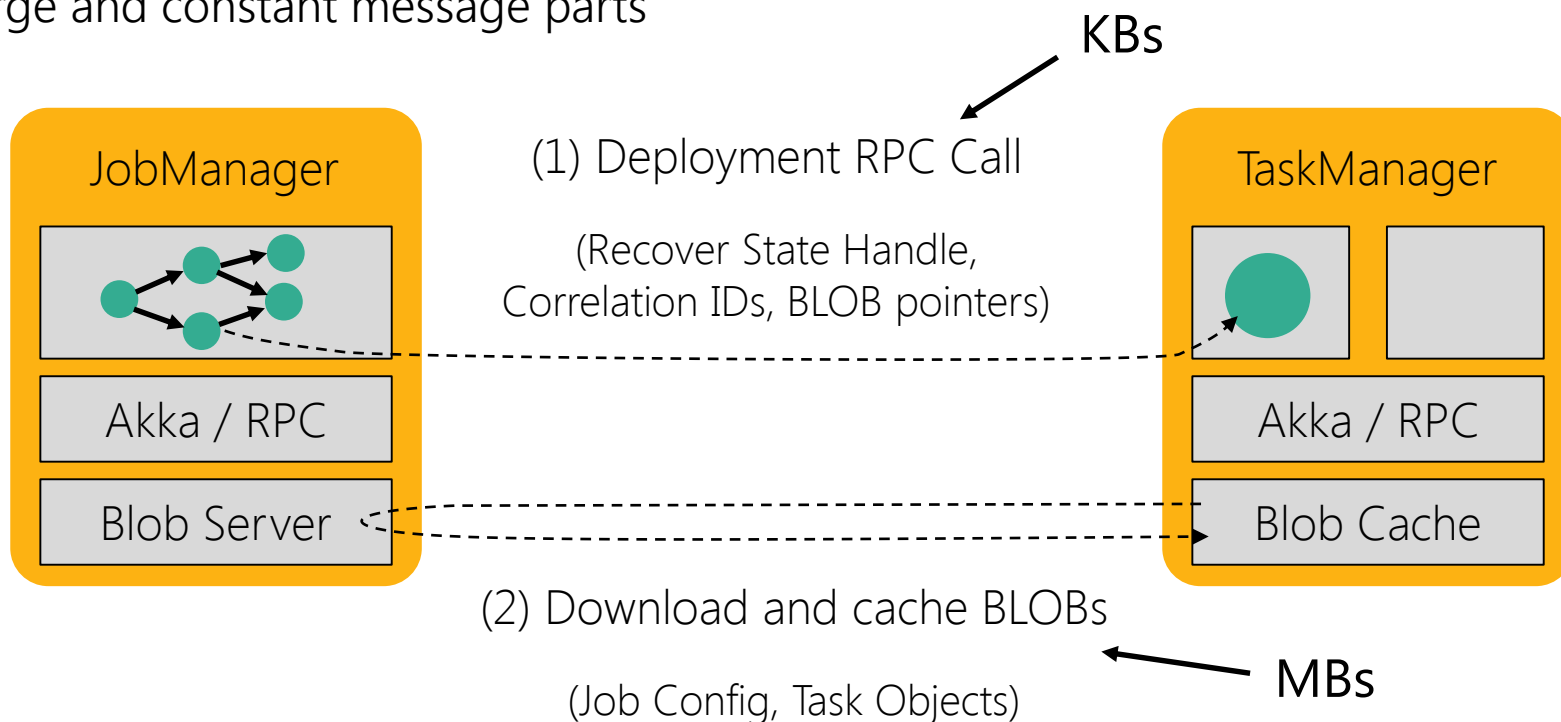 and constant message parts
KBs
JobManager
(1) Deployment RPC Call
TaskManager
(Recover State Handle,
Correlation IDs, BLOB pointers)
Akka / RPC
Akka / RPC
Blob Server
Blob Cache
(2) Download and cache BLOBs
MBs
(Job Config, Task Objects)